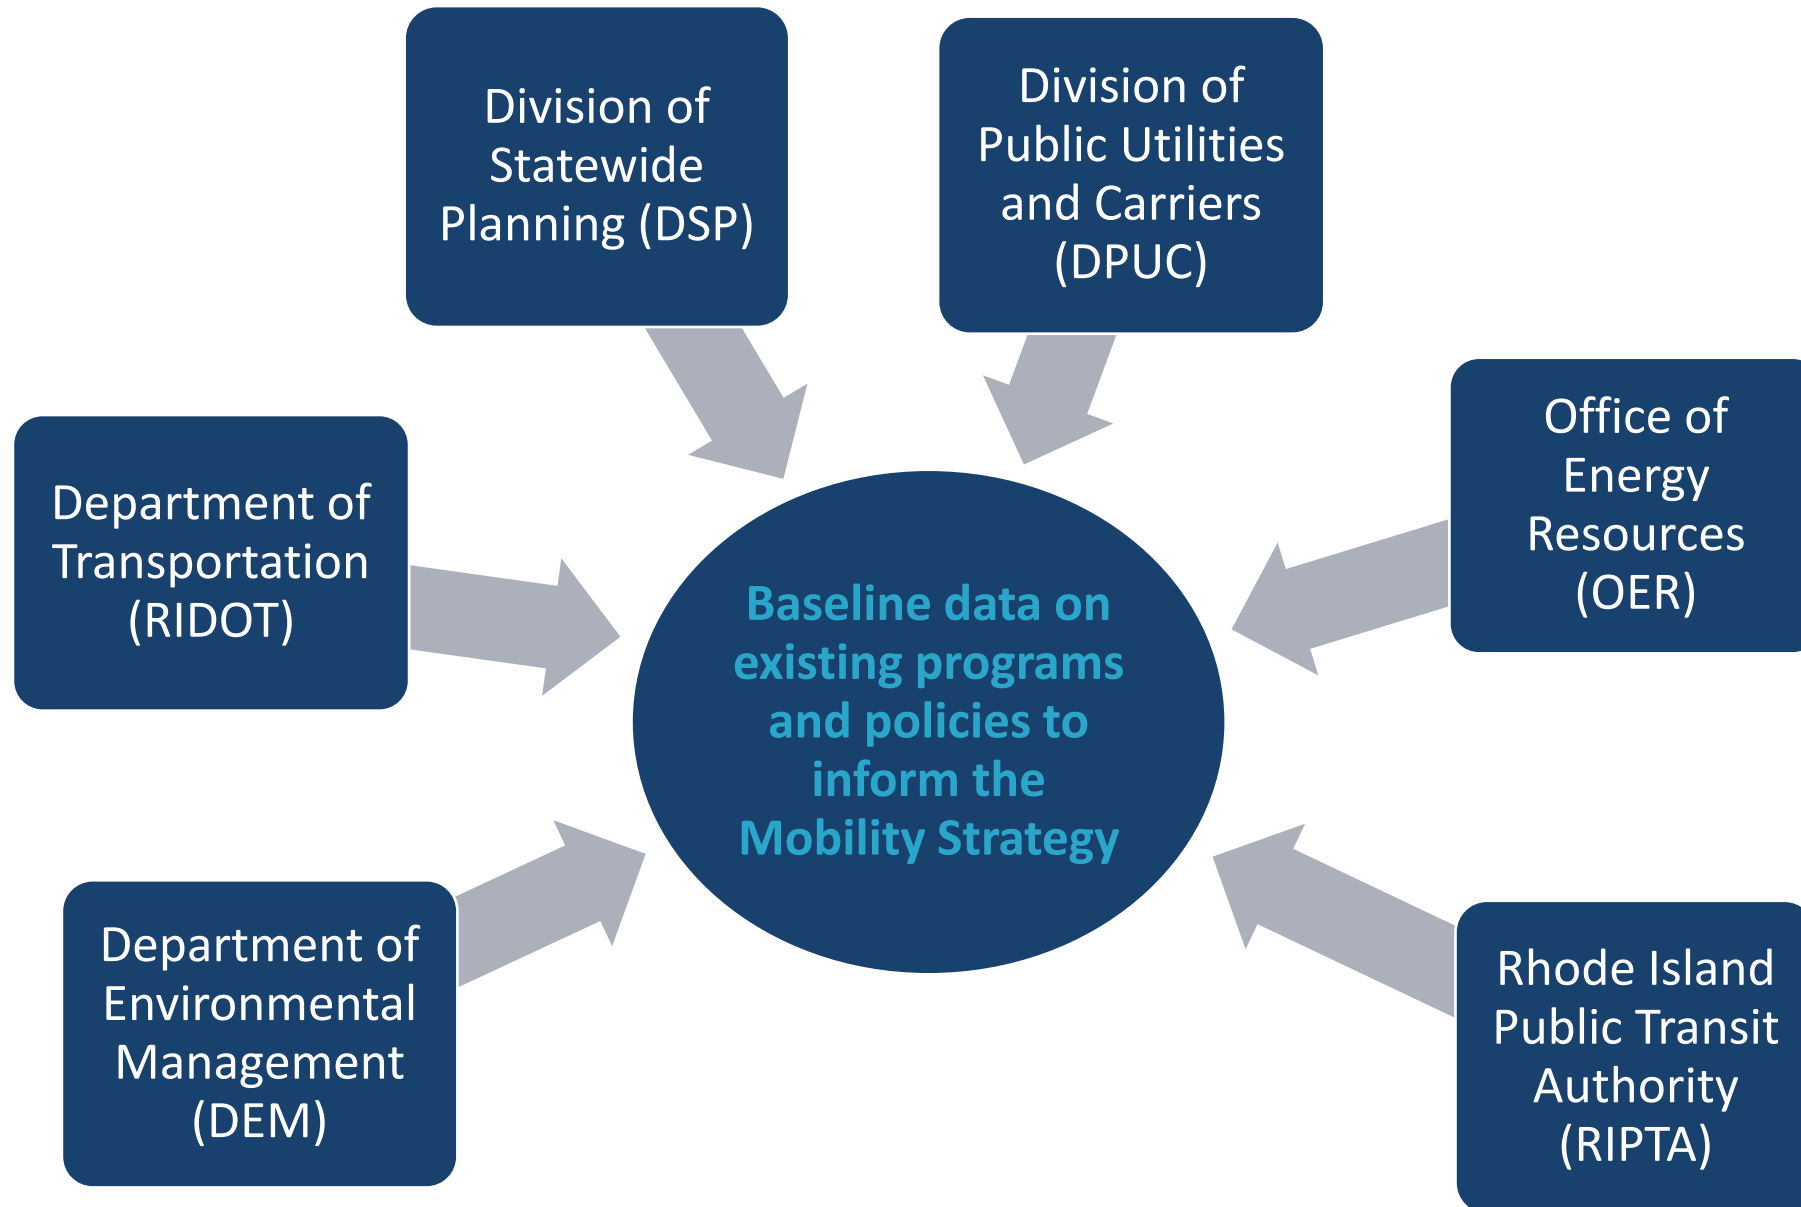 Division of
Statewide
Planning (DSP)
Division of
Public Utilities
and Carriers
(DPUC)
Department of
Transportation
(RIDOT)
Office of
Energy
Resources
(OER)
Baseline data on
existing programs
and policies to
inform the
Mobility Strategy
Department of
Environmental
Management
(DEM)
Rhode Island
Public Transit
Authority
(RIPTA)